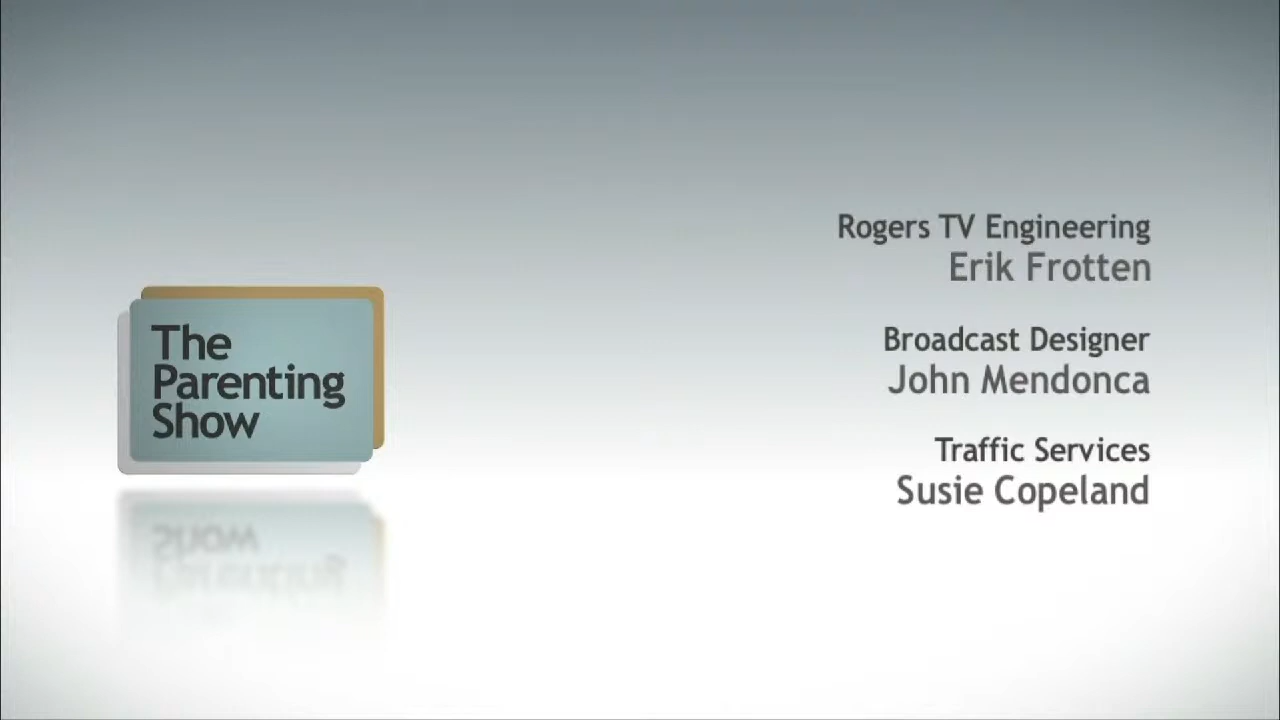 The
Parenting
Show
Rogers TV Engineering
Erik Frotten
Broadcast Designer
John Mendonca
Traffic Services
Susie Copeland